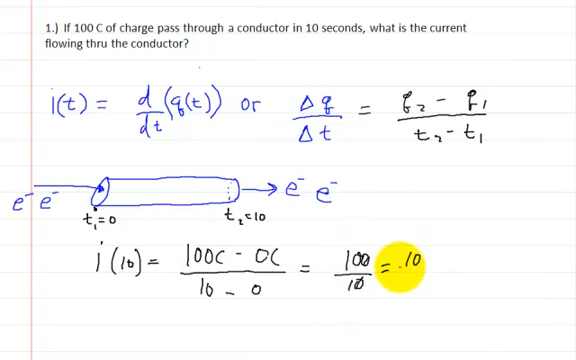 1.) If 100 C of charge pass through a conductor in 10 seconds, what is the current
flowing thru the conductor?
i(t) = d/dt (q(t)) or Δq/Δt = (q₂ - q₁)/(t₂ - t₁)
e⁻ e⁻ e⁻ e⁻
t₁=0 t₂=10
i(10) = (100C - 0C)/(10 - 0) = 100/10 = .10